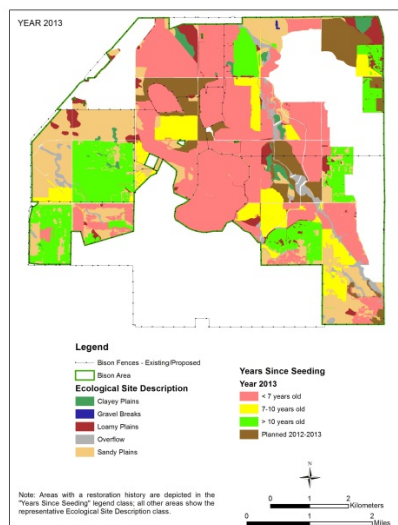 YEAR 2013
Legend
Bison Fences - Existing/Proposed
Bison Area
Ecological Site Description
Clayey Plains
Gravel Breaks
Loamy Plains
Overflow
Sandy Plains
Years Since Seeding
Year 2013
< 7 years old
7-10 years old
> 10 years old
Planned 2012-2013
Note: Areas with a restoration history are depicted in the
"Years Since Seeding" legend class; all other areas show the
representative Ecological Site Description class.
N
0 1 2
Kilometers
0 1 2
Miles